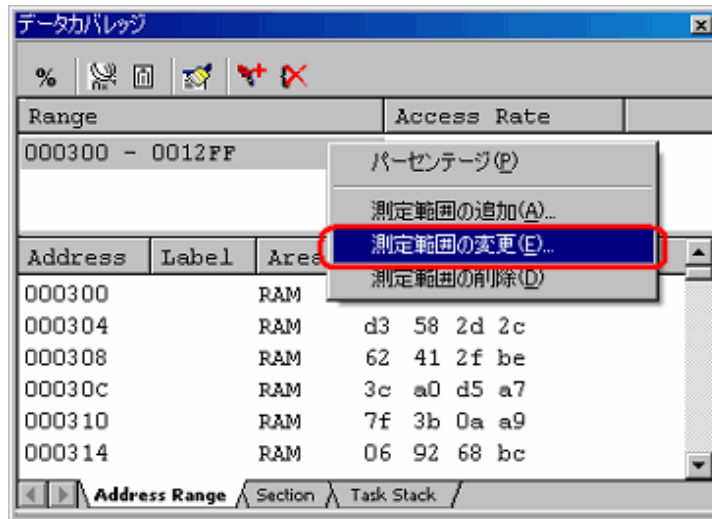 データカバレッジ
%
Range Access Rate
000300 - 0012FF
パーセンテージ(P)
測定範囲の追加(A)...
測定範囲の変更(E)...
測定範囲の削除(D)
Address Label Area
000300 RAM
000304 RAM d3 58 2d 2c
000308 RAM 62 41 2f be
00030C RAM 3c a0 d5 a7
000310 RAM 7f 3b 0a a9
000314 RAM 06 92 68 bc
Address Range Section Task Stack